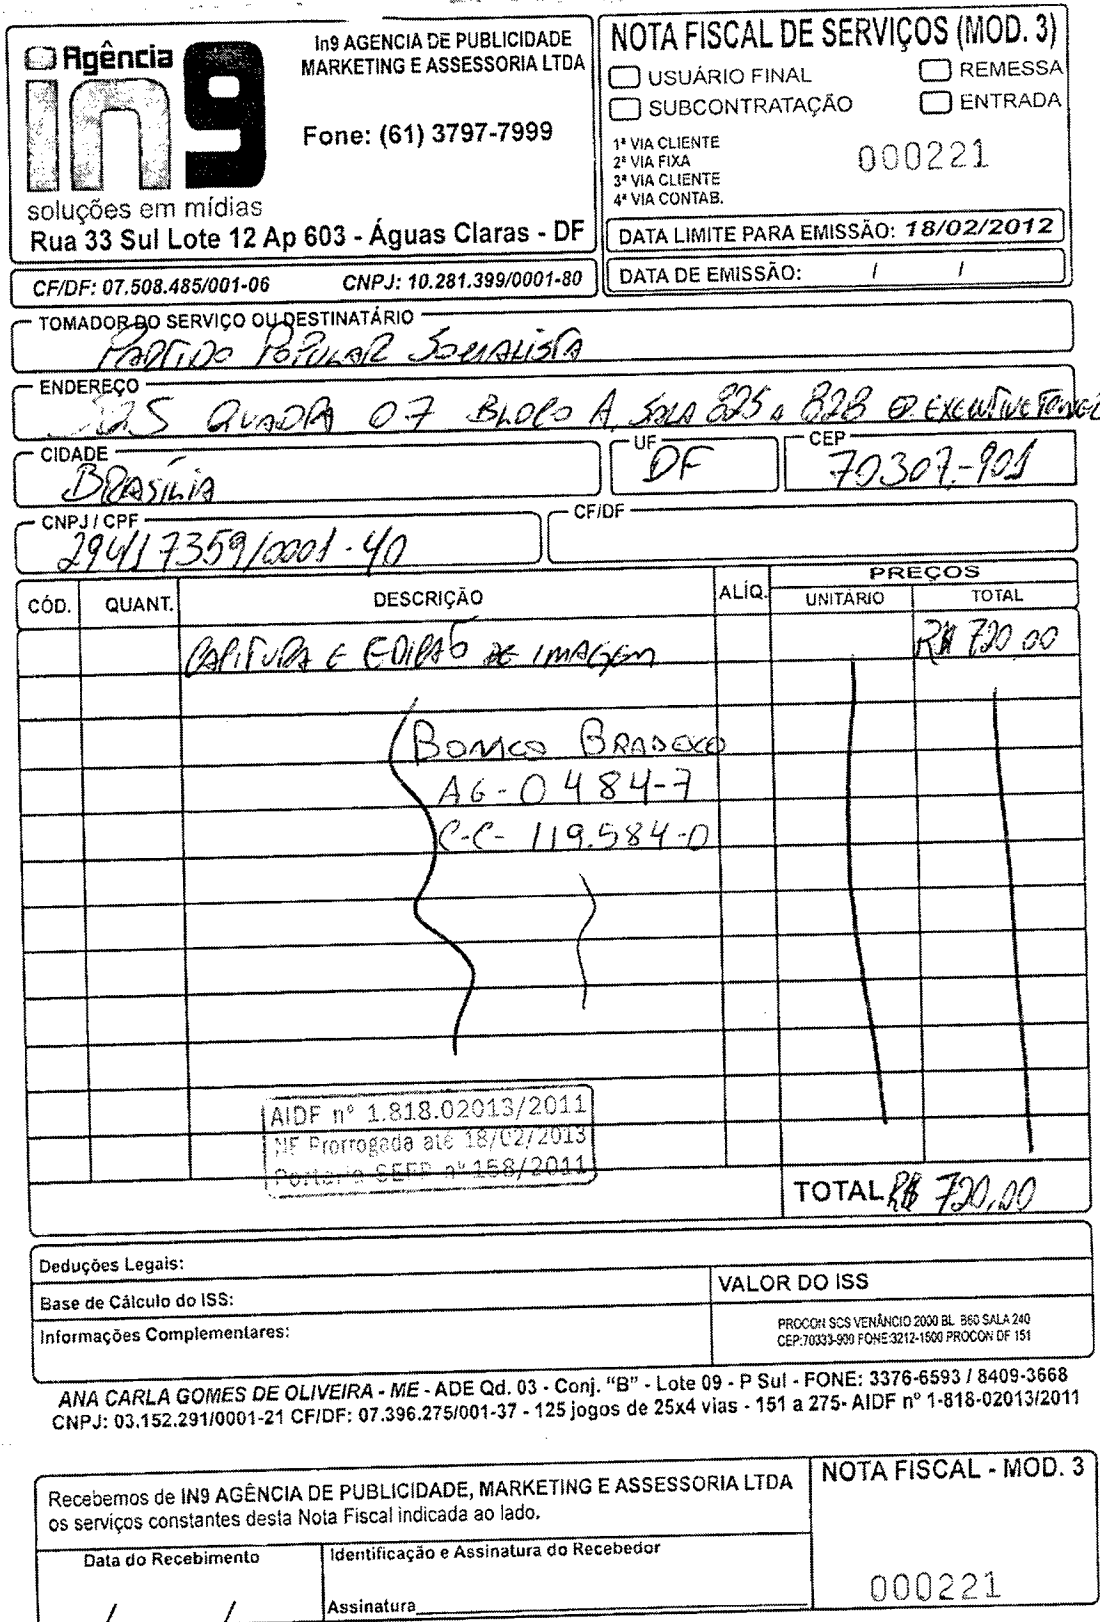 Agência
in9
soluções em mídias
In9 AGENCIA DE PUBLICIDADE
MARKETING E ASSESSORIA LTDA
Fone: (61) 3797-7999
Rua 33 Sul Lote 12 Ap 603 - Águas Claras - DF
CF/DF: 07.508.485/001-06 CNPJ: 10.281.399/0001-80
NOTA FISCAL DE SERVIÇOS (MOD. 3)
USUÁRIO FINAL REMESSA
SUBCONTRATAÇÃO ENTRADA
1ª VIA CLIENTE
2ª VIA FIXA
3ª VIA CLIENTE
4ª VIA CONTAB.
000221
DATA LIMITE PARA EMISSÃO: 18/02/2012
DATA DE EMISSÃO: / /
TOMADOR DO SERVIÇO OU DESTINATÁRIO
PARTIDO POPULAR SOCIALISTA
ENDEREÇO
QUADRA 07 BLOCO A, SALA 825 a 828 EXECUTIVE TOWER
CIDADE UF CEP
BRASÍLIA DF 70307-901
CNPJ / CPF CF/DF
29417359/0001-40
CÓD. QUANT. DESCRIÇÃO ALÍQ. PREÇOS
UNITÁRIO TOTAL
CAPITURA E EDIÇÃO DE IMAGEM R$ 720,00
BANCO BRADESCO
AG-0484-7
C-C- 119.584-0
AIDF nº 1.818.02013/2011
NF Prorrogada até 18/02/2013
Portaria SEFP nº 158/2011
TOTAL R$ 720,00
Deduções Legais:
Base de Cálculo do ISS:
VALOR DO ISS
Informações Complementares:
PROCON SCS VENÂNCIO 2000 BL B60 SALA 240
CEP:70333-900 FONE:3212-1500 PROCON DF 151
ANA CARLA GOMES DE OLIVEIRA - ME - ADE Qd. 03 - Conj. “B” - Lote 09 - P Sul - FONE: 3376-6593 / 8409-3668
CNPJ: 03.152.291/0001-21 CF/DF: 07.396.275/001-37 - 125 jogos de 25x4 vias - 151 a 275- AIDF nº 1-818-02013/2011
Recebemos de IN9 AGÊNCIA DE PUBLICIDADE, MARKETING E ASSESSORIA LTDA
os serviços constantes desta Nota Fiscal indicada ao lado.
NOTA FISCAL - MOD. 3
Data do Recebimento
Identificação e Assinatura do Recebedor
/ /
Assinatura
000221